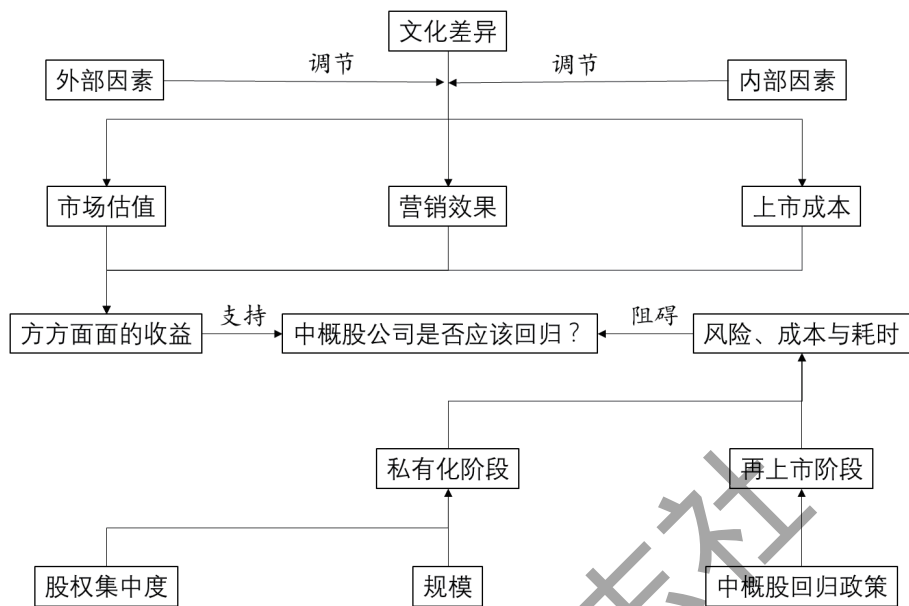 文化差异
外部因素
调节
调节
内部因素
市场估值
营销效果
上市成本
方方面面的收益
支持
中概股公司是否应该回归？
阻碍
风险、成本与耗时
私有化阶段
再上市阶段
股权集中度
规模
中概股回归政策
社